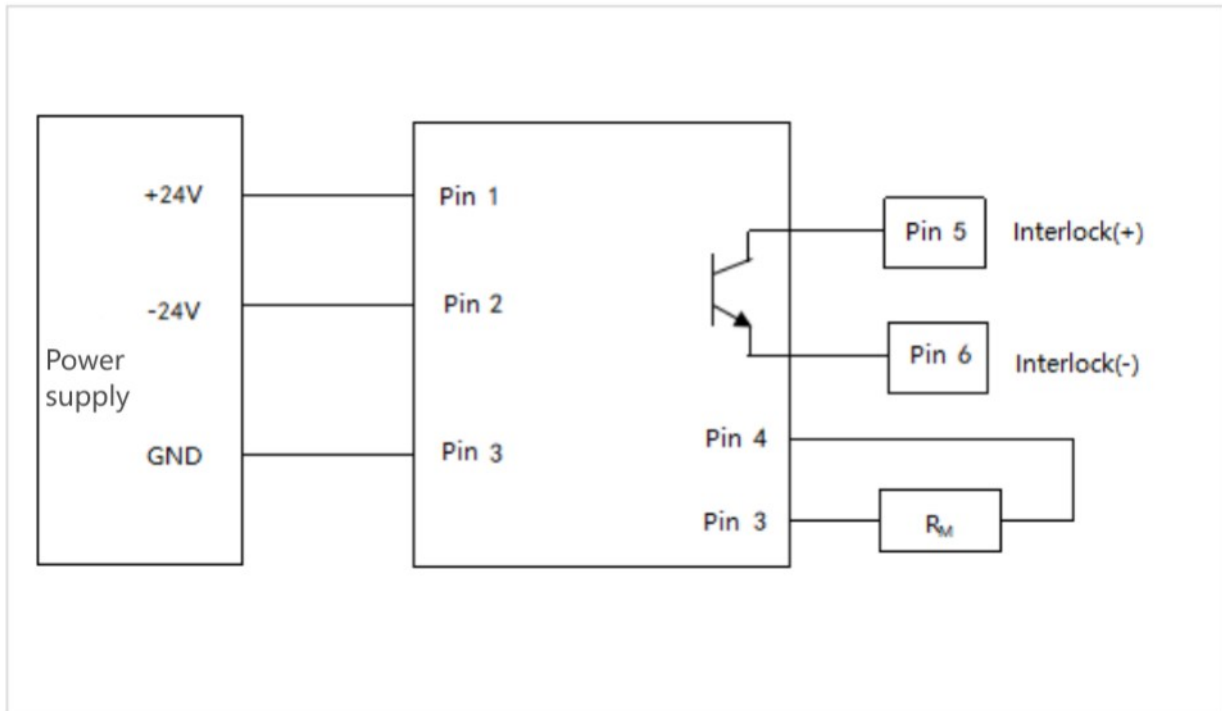 +24V
Pin 1
-24V
Pin 2
Power
supply
GND
Pin 3
Pin 5
Interlock(+)
Pin 6
Interlock(-)
Pin 4
Pin 3
RM